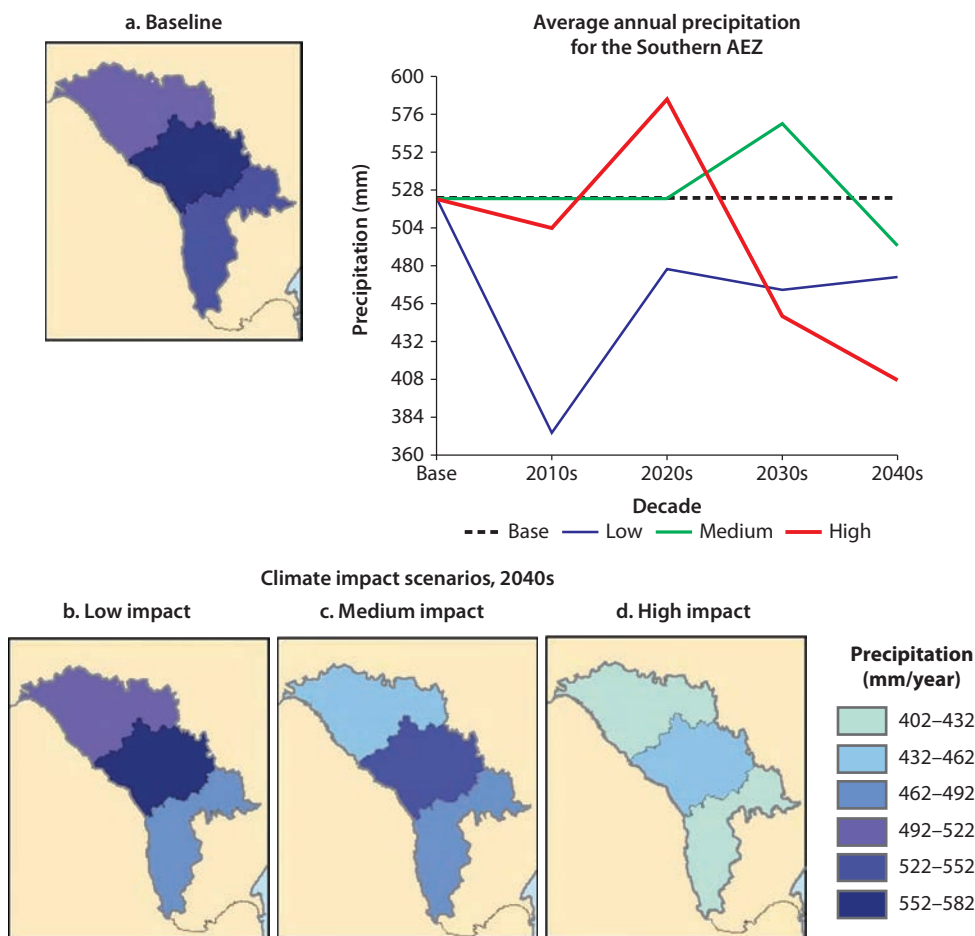 a. Baseline
Average annual precipitation
for the Southern AEZ
Precipitation (mm)
600
576
552
528
504
480
456
432
408
384
360
Base 2010s 2020s 2030s 2040s
Decade
Base Low Medium High
Climate impact scenarios, 2040s
b. Low impact
c. Medium impact
d. High impact
Precipitation
(mm/year)
402–432
432–462
462–492
492–522
522–552
552–582